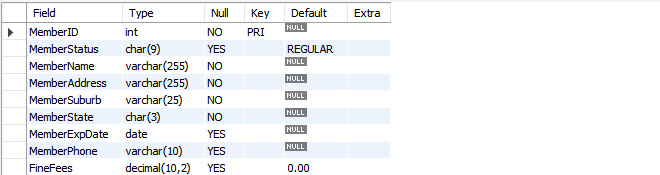 Field Type Null Key Default Extra
MemberID int NO PRI NULL
MemberStatus char(9) YES REGULAR
MemberName varchar(255) NO NULL
MemberAddress varchar(255) NO NULL
MemberSuburb varchar(25) NO NULL
MemberState char(3) NO NULL
MemberExpDate date YES NULL
MemberPhone varchar(10) YES NULL
FineFees decimal(10,2) YES 0.00